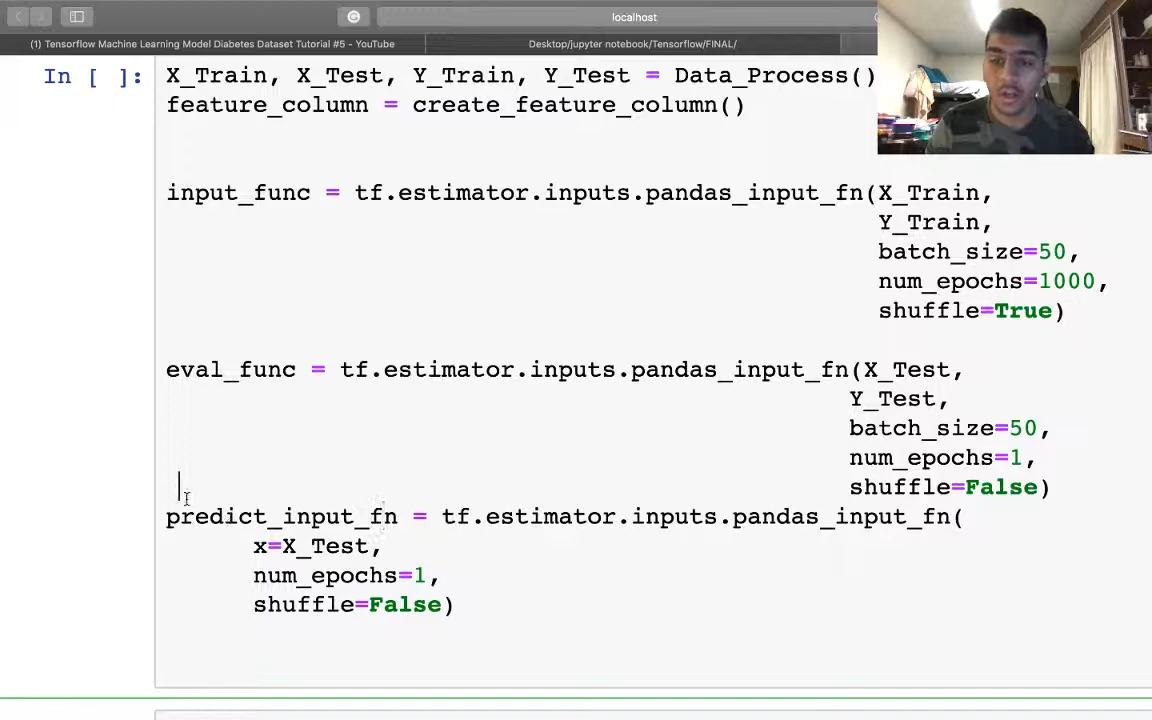 localhost
(1) Tensorflow Machine Learning Model Diabetes Dataset Tutorial #5 - YouTube
Desktop/jupyter notebook/Tensorflow/FINAL/
In [ ]: X_Train, X_Test, Y_Train, Y_Test = Data_Process()
feature_column = create_feature_column()
input_func = tf.estimator.inputs.pandas_input_fn(X_Train,
Y_Train,
batch_size=50,
num_epochs=1000,
shuffle=True)
eval_func = tf.estimator.inputs.pandas_input_fn(X_Test,
Y_Test,
batch_size=50,
num_epochs=1,
shuffle=False)
predict_input_fn = tf.estimator.inputs.pandas_input_fn(
x=X_Test,
num_epochs=1,
shuffle=False)